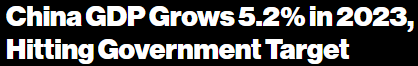 China GDP Grows 5.2% in 2023,
Hitting Government Target